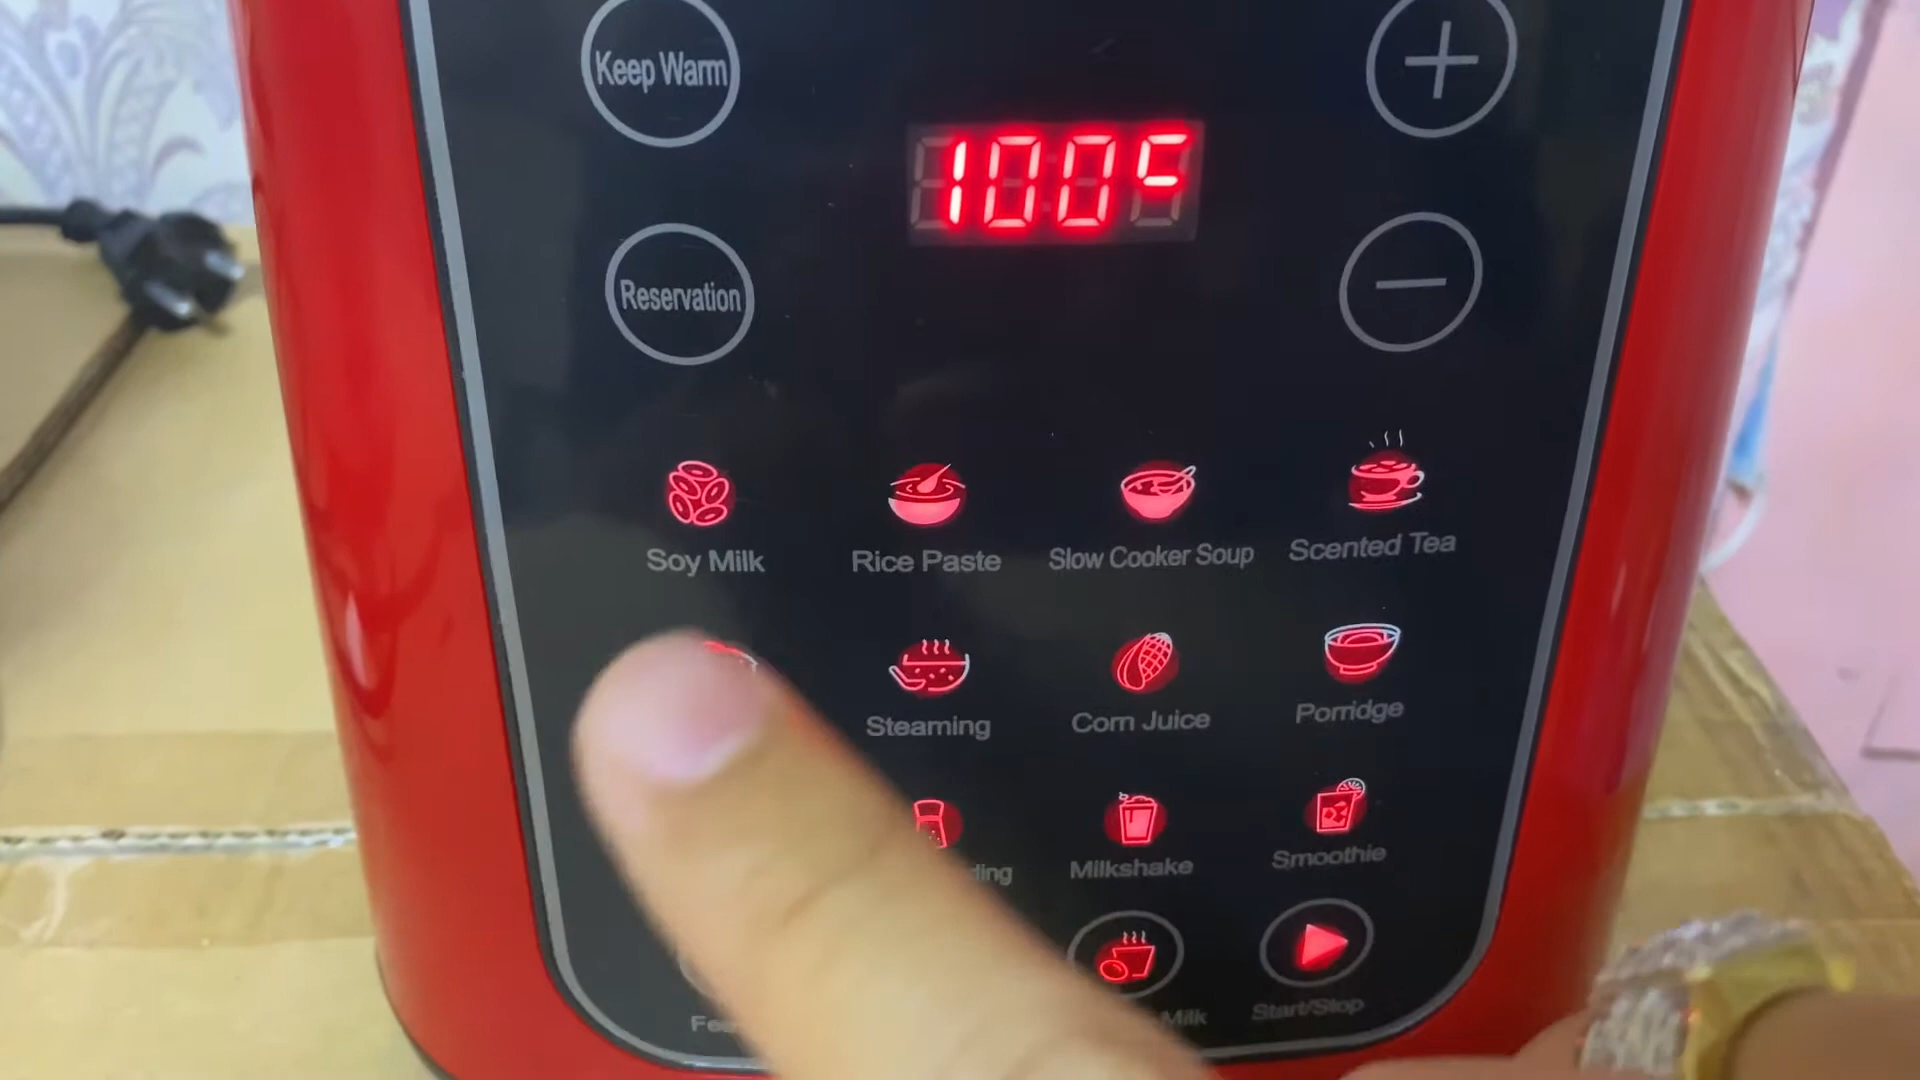 Keep Warm
+
100c
Reservation
−
Soy Milk
Rice Paste
Slow Cooker Soup
Scented Tea
Steaming
Corn Juice
Porridge
Milkshake
Smoothie
Milk
Start/Stop